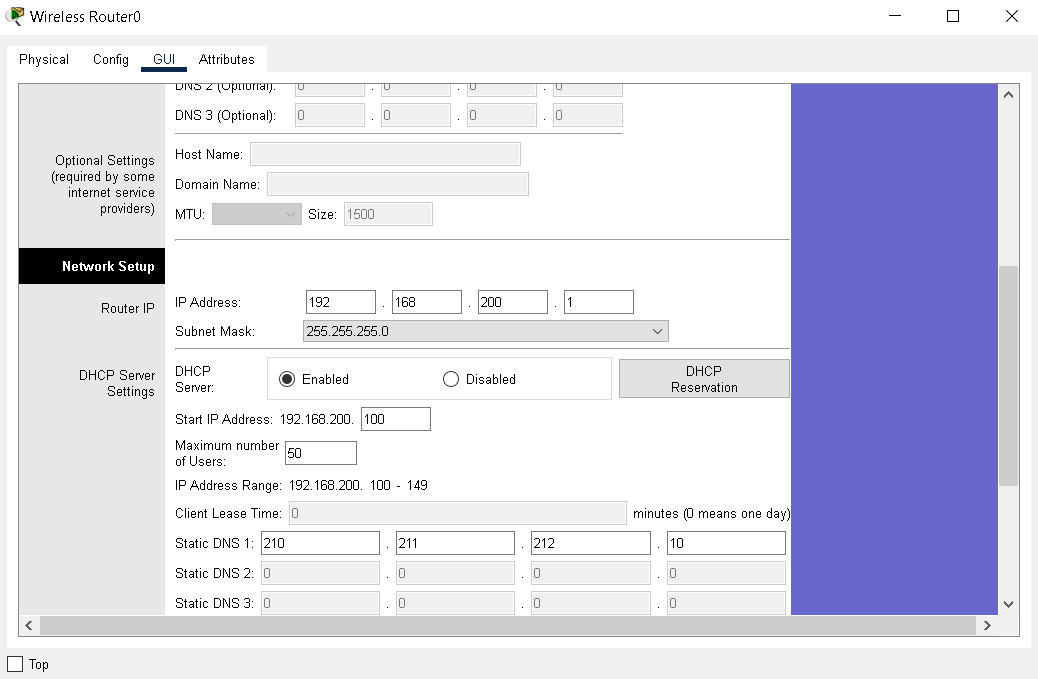 Wireless Router0
Physical Config GUI Attributes
DNS 2 (Optional): 0 . 0 . 0 . 0
DNS 3 (Optional): 0 . 0 . 0 . 0
Optional Settings
(required by some
internet service
providers)
Host Name:
Domain Name:
MTU: Size: 1500
Network Setup
Router IP
IP Address: 192 . 168 . 200 . 1
Subnet Mask: 255.255.255.0
DHCP Server
Settings
DHCP
Server: Enabled Disabled
DHCP
Reservation
Start IP Address: 192.168.200. 100
Maximum number
of Users: 50
IP Address Range: 192.168.200. 100 - 149
Client Lease Time: 0 minutes (0 means one day)
Static DNS 1: 210 . 211 . 212 . 10
Static DNS 2: 0 . 0 . 0 . 0
Static DNS 3: 0 . 0 . 0 . 0
Top